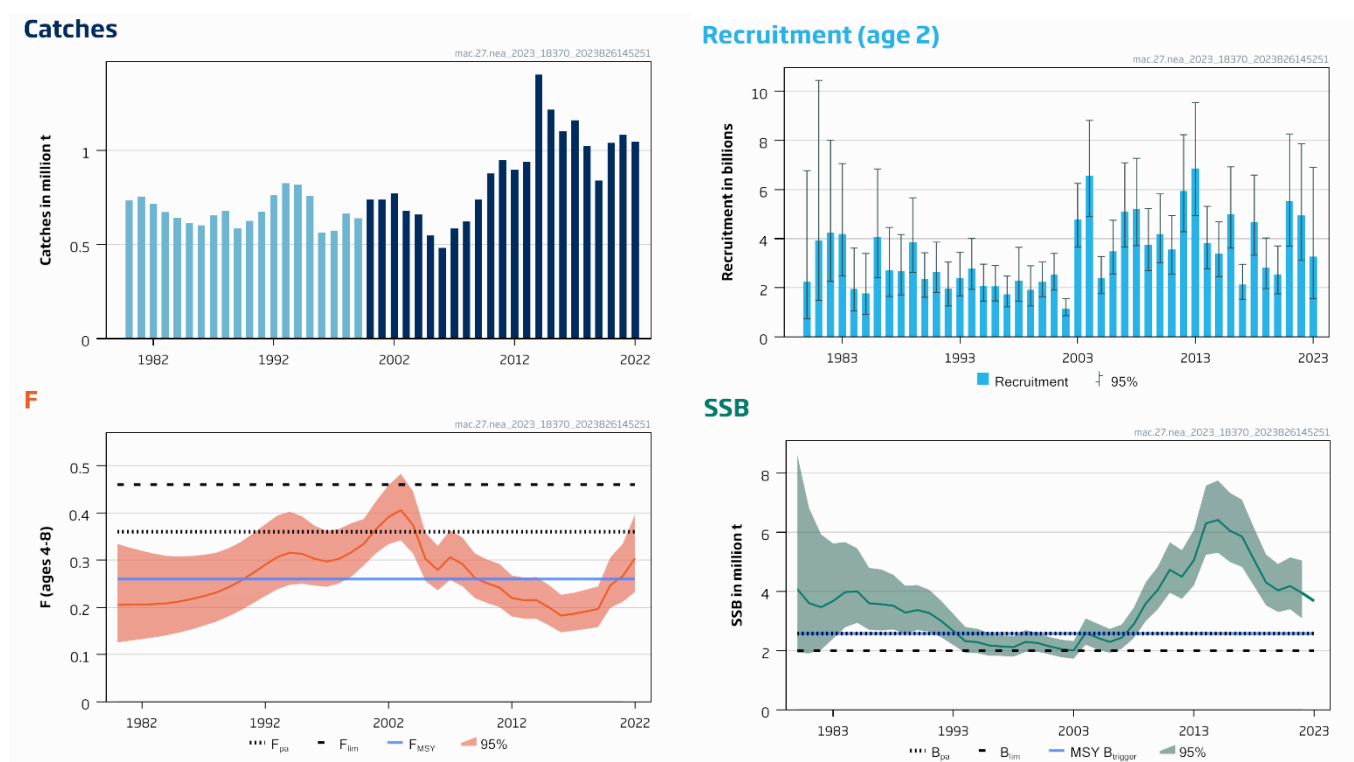 Catches
mac.27.nea_2023_18370_2023826145251
Catches in million t
1
0.5
0
1982
1992
2002
2012
2022
Recruitment (age 2)
mac.27.nea_2023_18370_2023826145251
Recruitment in billions
10
8
6
4
2
0
1983
1993
2003
2013
2023
Recruitment
95%
F
mac.27.nea_2023_18370_2023826145251
F (ages 4-8)
0.5
0.4
0.3
0.2
0.1
0
1982
1992
2002
2012
2022
Fpa
Flim
FMSY
95%
SSB
mac.27.nea_2023_18370_2023826145251
SSB in million t
8
6
4
2
0
1983
1993
2003
2013
2023
Bpa
Blim
MSY Btrigger
95%